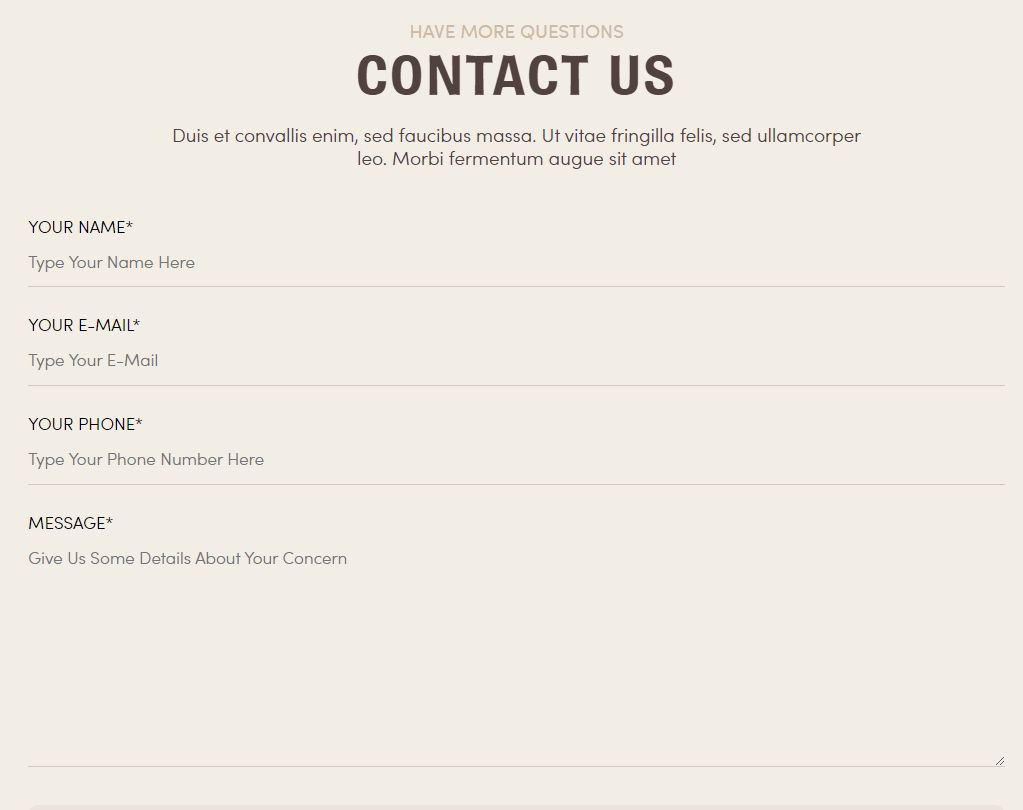 HAVE MORE QUESTIONS
CONTACT US
Duis et convallis enim, sed faucibus massa. Ut vitae fringilla felis, sed ullamcorper
leo. Morbi fermentum augue sit amet
YOUR NAME*
Type Your Name Here
YOUR E-MAIL*
Type Your E-Mail
YOUR PHONE*
Type Your Phone Number Here
MESSAGE*
Give Us Some Details About Your Concern